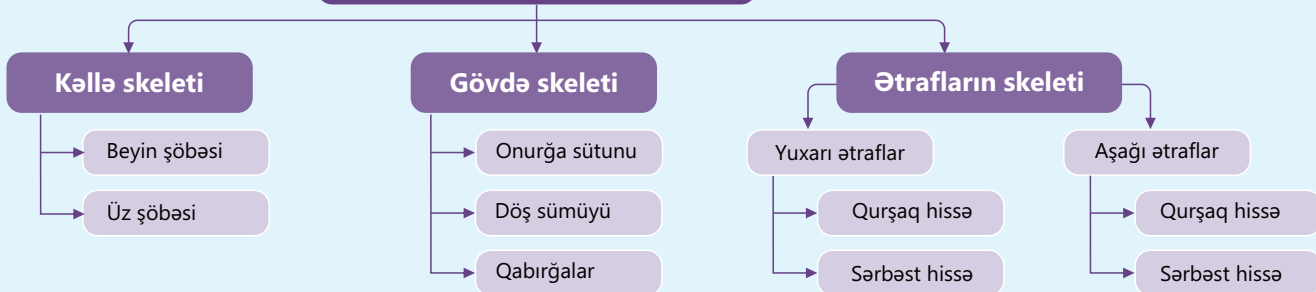 Kəllə skeleti
Beyin şöbəsi
Üz şöbəsi
Gövdə skeleti
Onurğa sütunu
Döş sümüyü
Qabırğalar
Ətrafların skeleti
Yuxarı ətraflar
Qurşaq hissə
Sərbəst hissə
Aşağı ətraflar
Qurşaq hissə
Sərbəst hissə